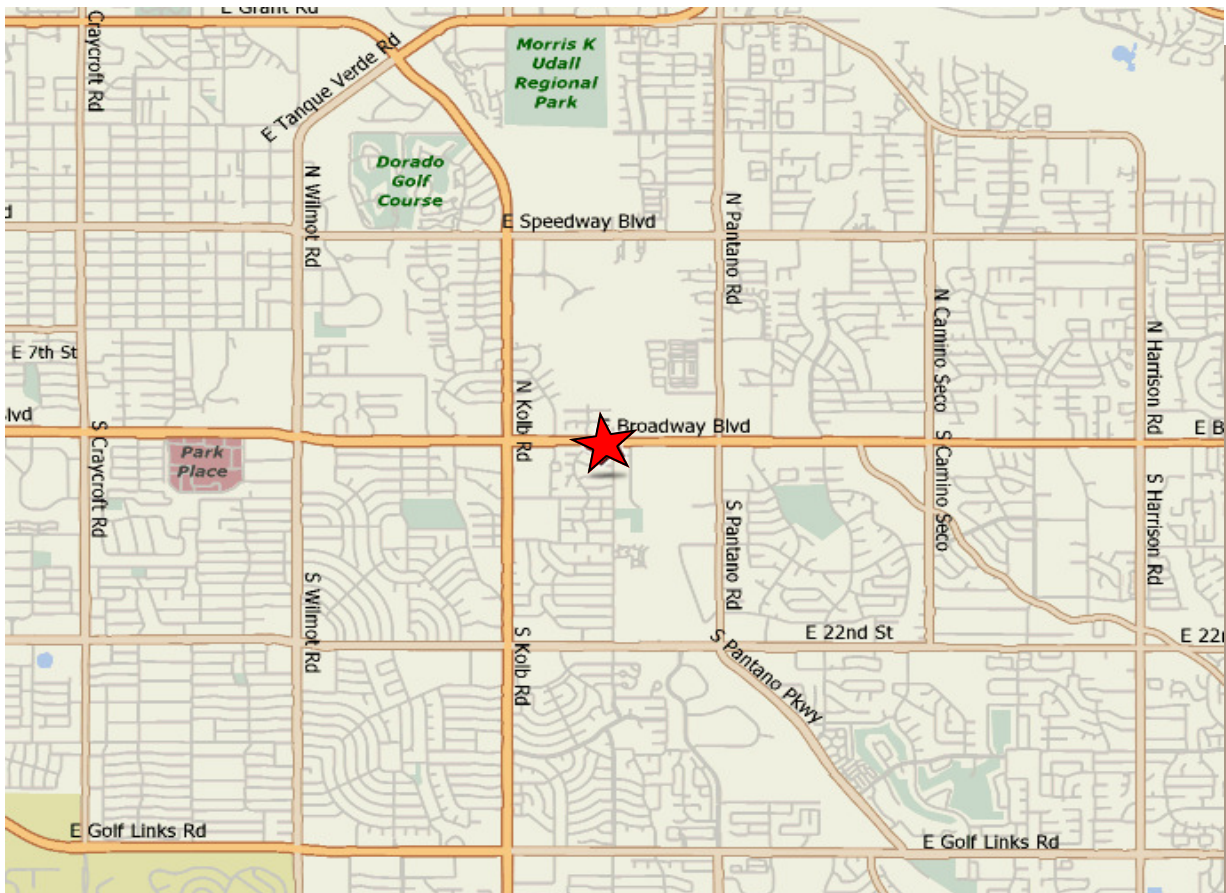 E Grant Rd
Craycroft Rd
E Tanque Verde Rd
Morris K
Udall
Regional
Park
Dorado
Golf
Course
N Wilmot Rd
d
E Speedway Blvd
N Pantano Rd
N Camino Seco
N Harrison Rd
E 7th St
N Kolb Rd
lvd
Broadway Blvd
E B
S Craycroft Rd
Park
Place
S Camino Seco
S Harrison Rd
S Pantano Rd
S Wilmot Rd
S Kolb Rd
E 22nd St
E 22n
S Pantano Pkwy
E Golf Links Rd
E Golf Links Rd